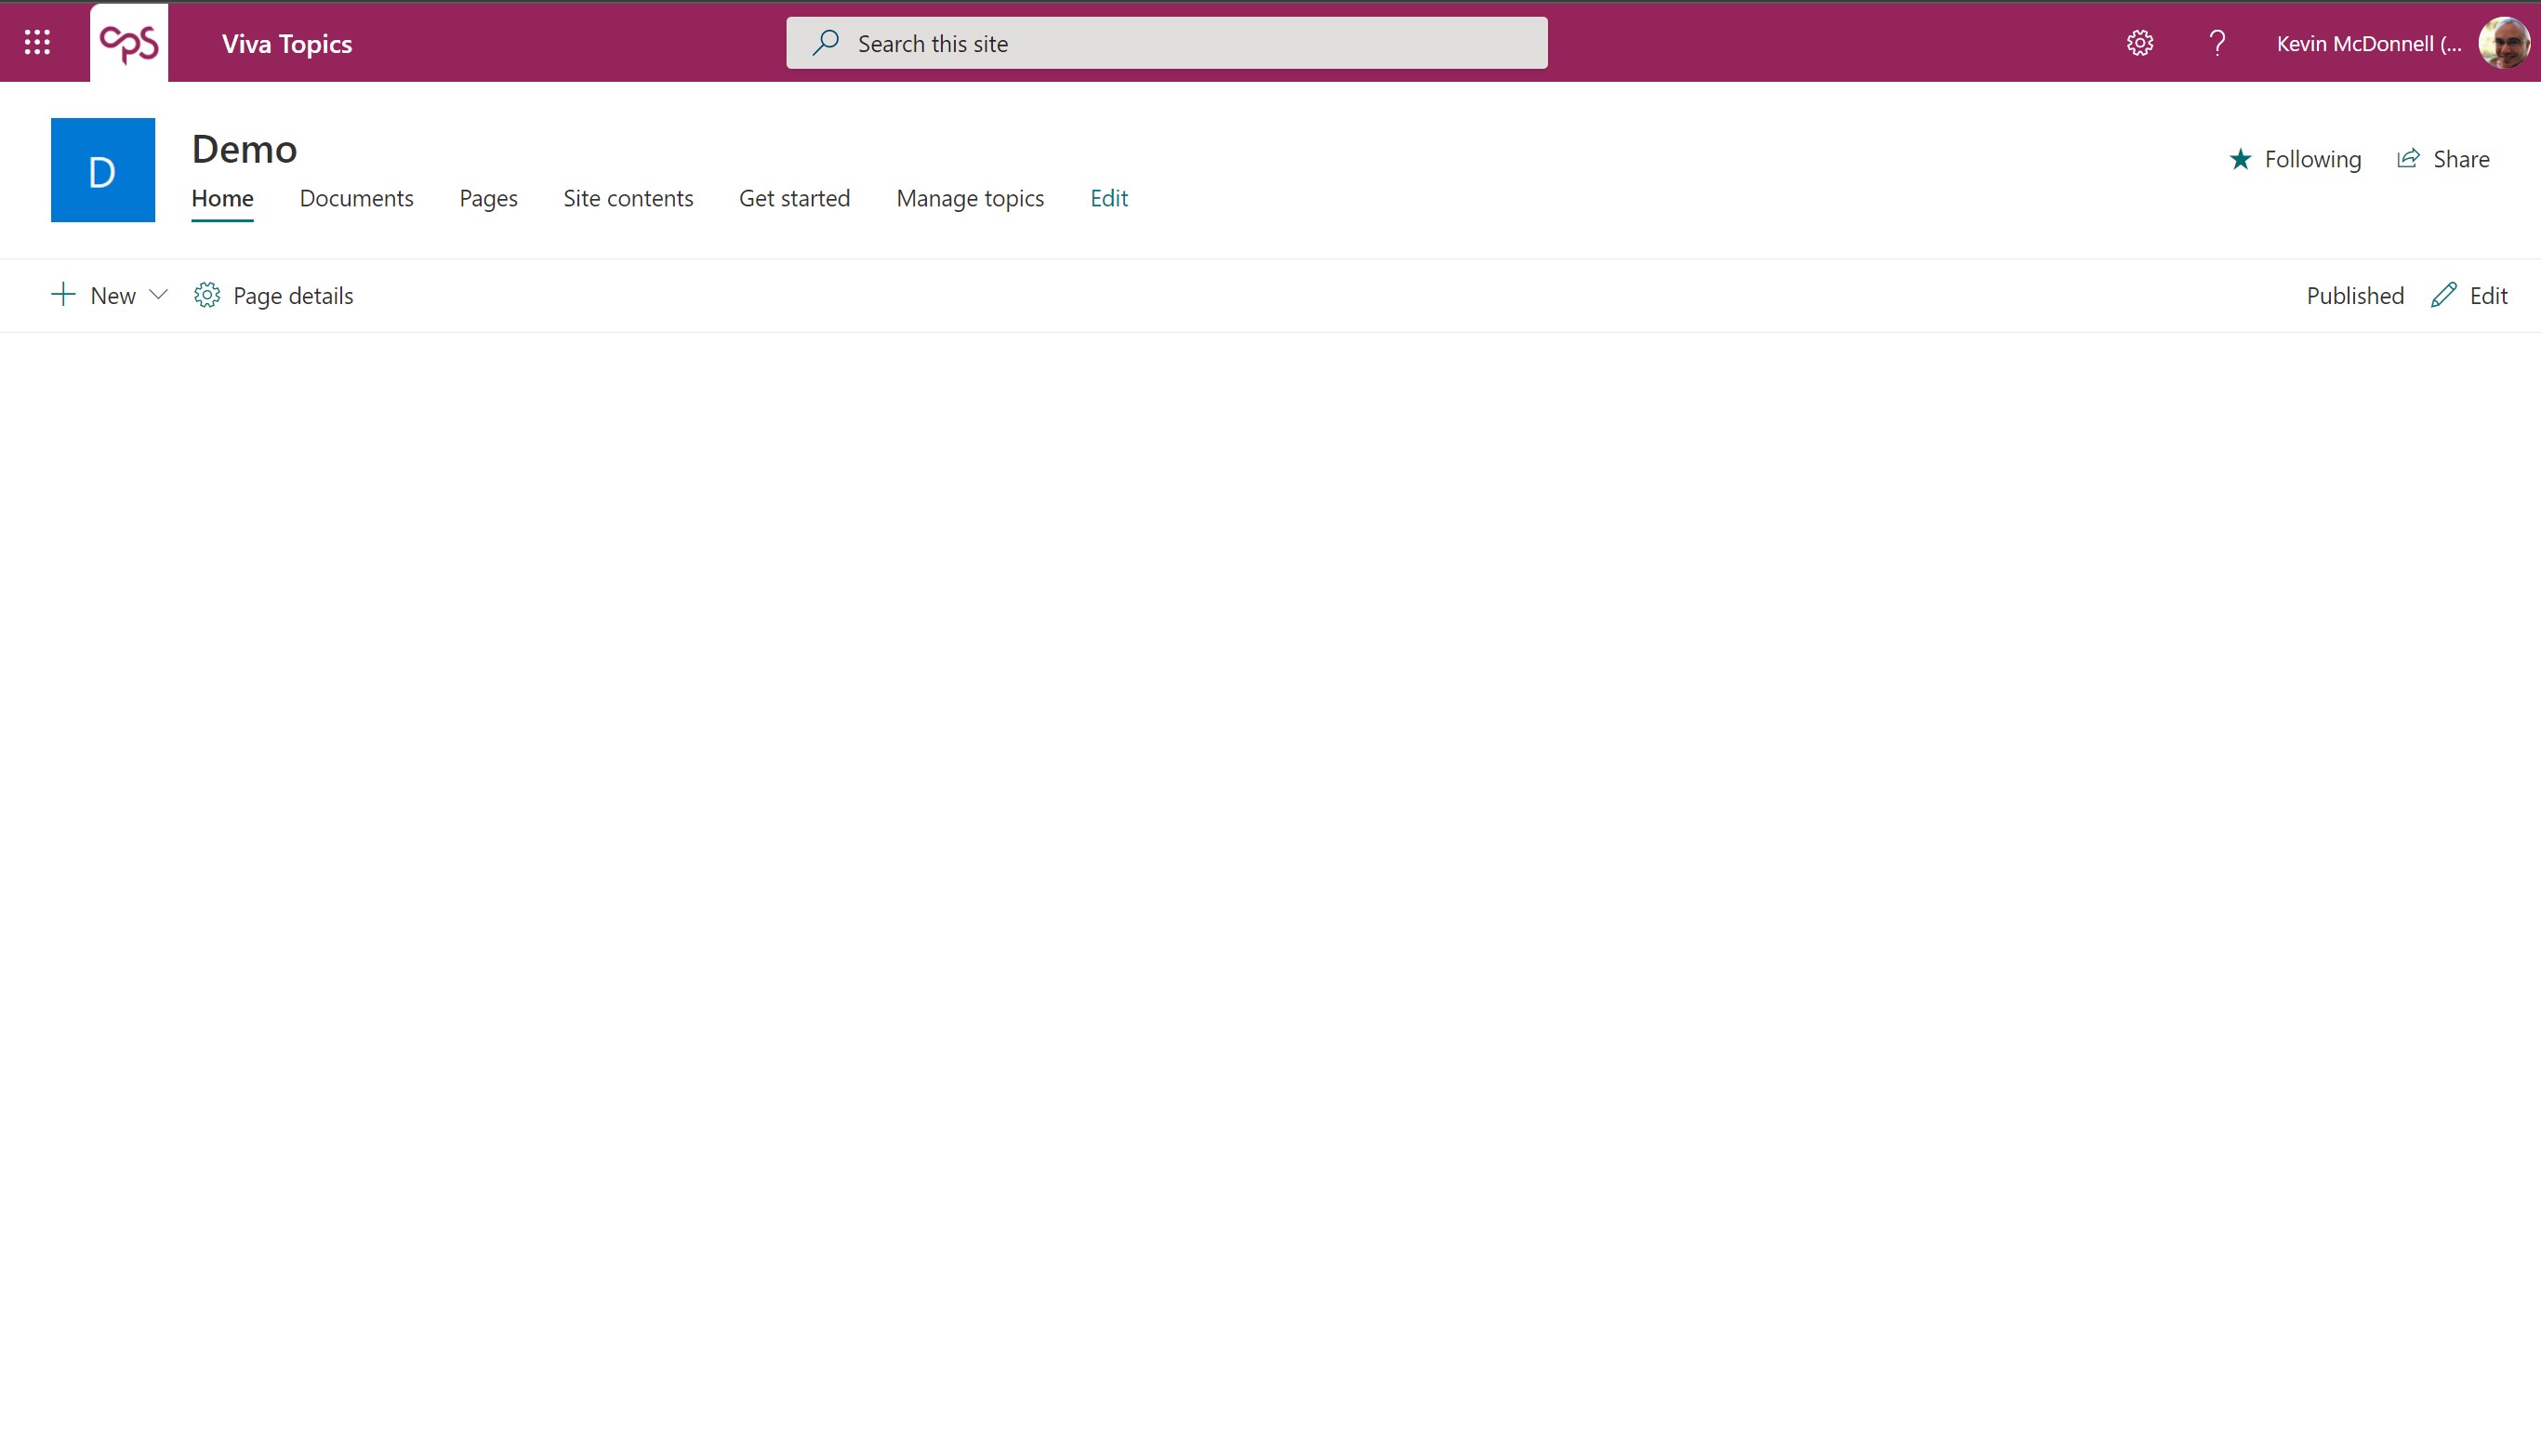 cps Viva Topics Search this site ? Kevin McDonnell (...
D Demo Following Share
Home Documents Pages Site contents Get started Manage topics Edit
New Page details Published Edit